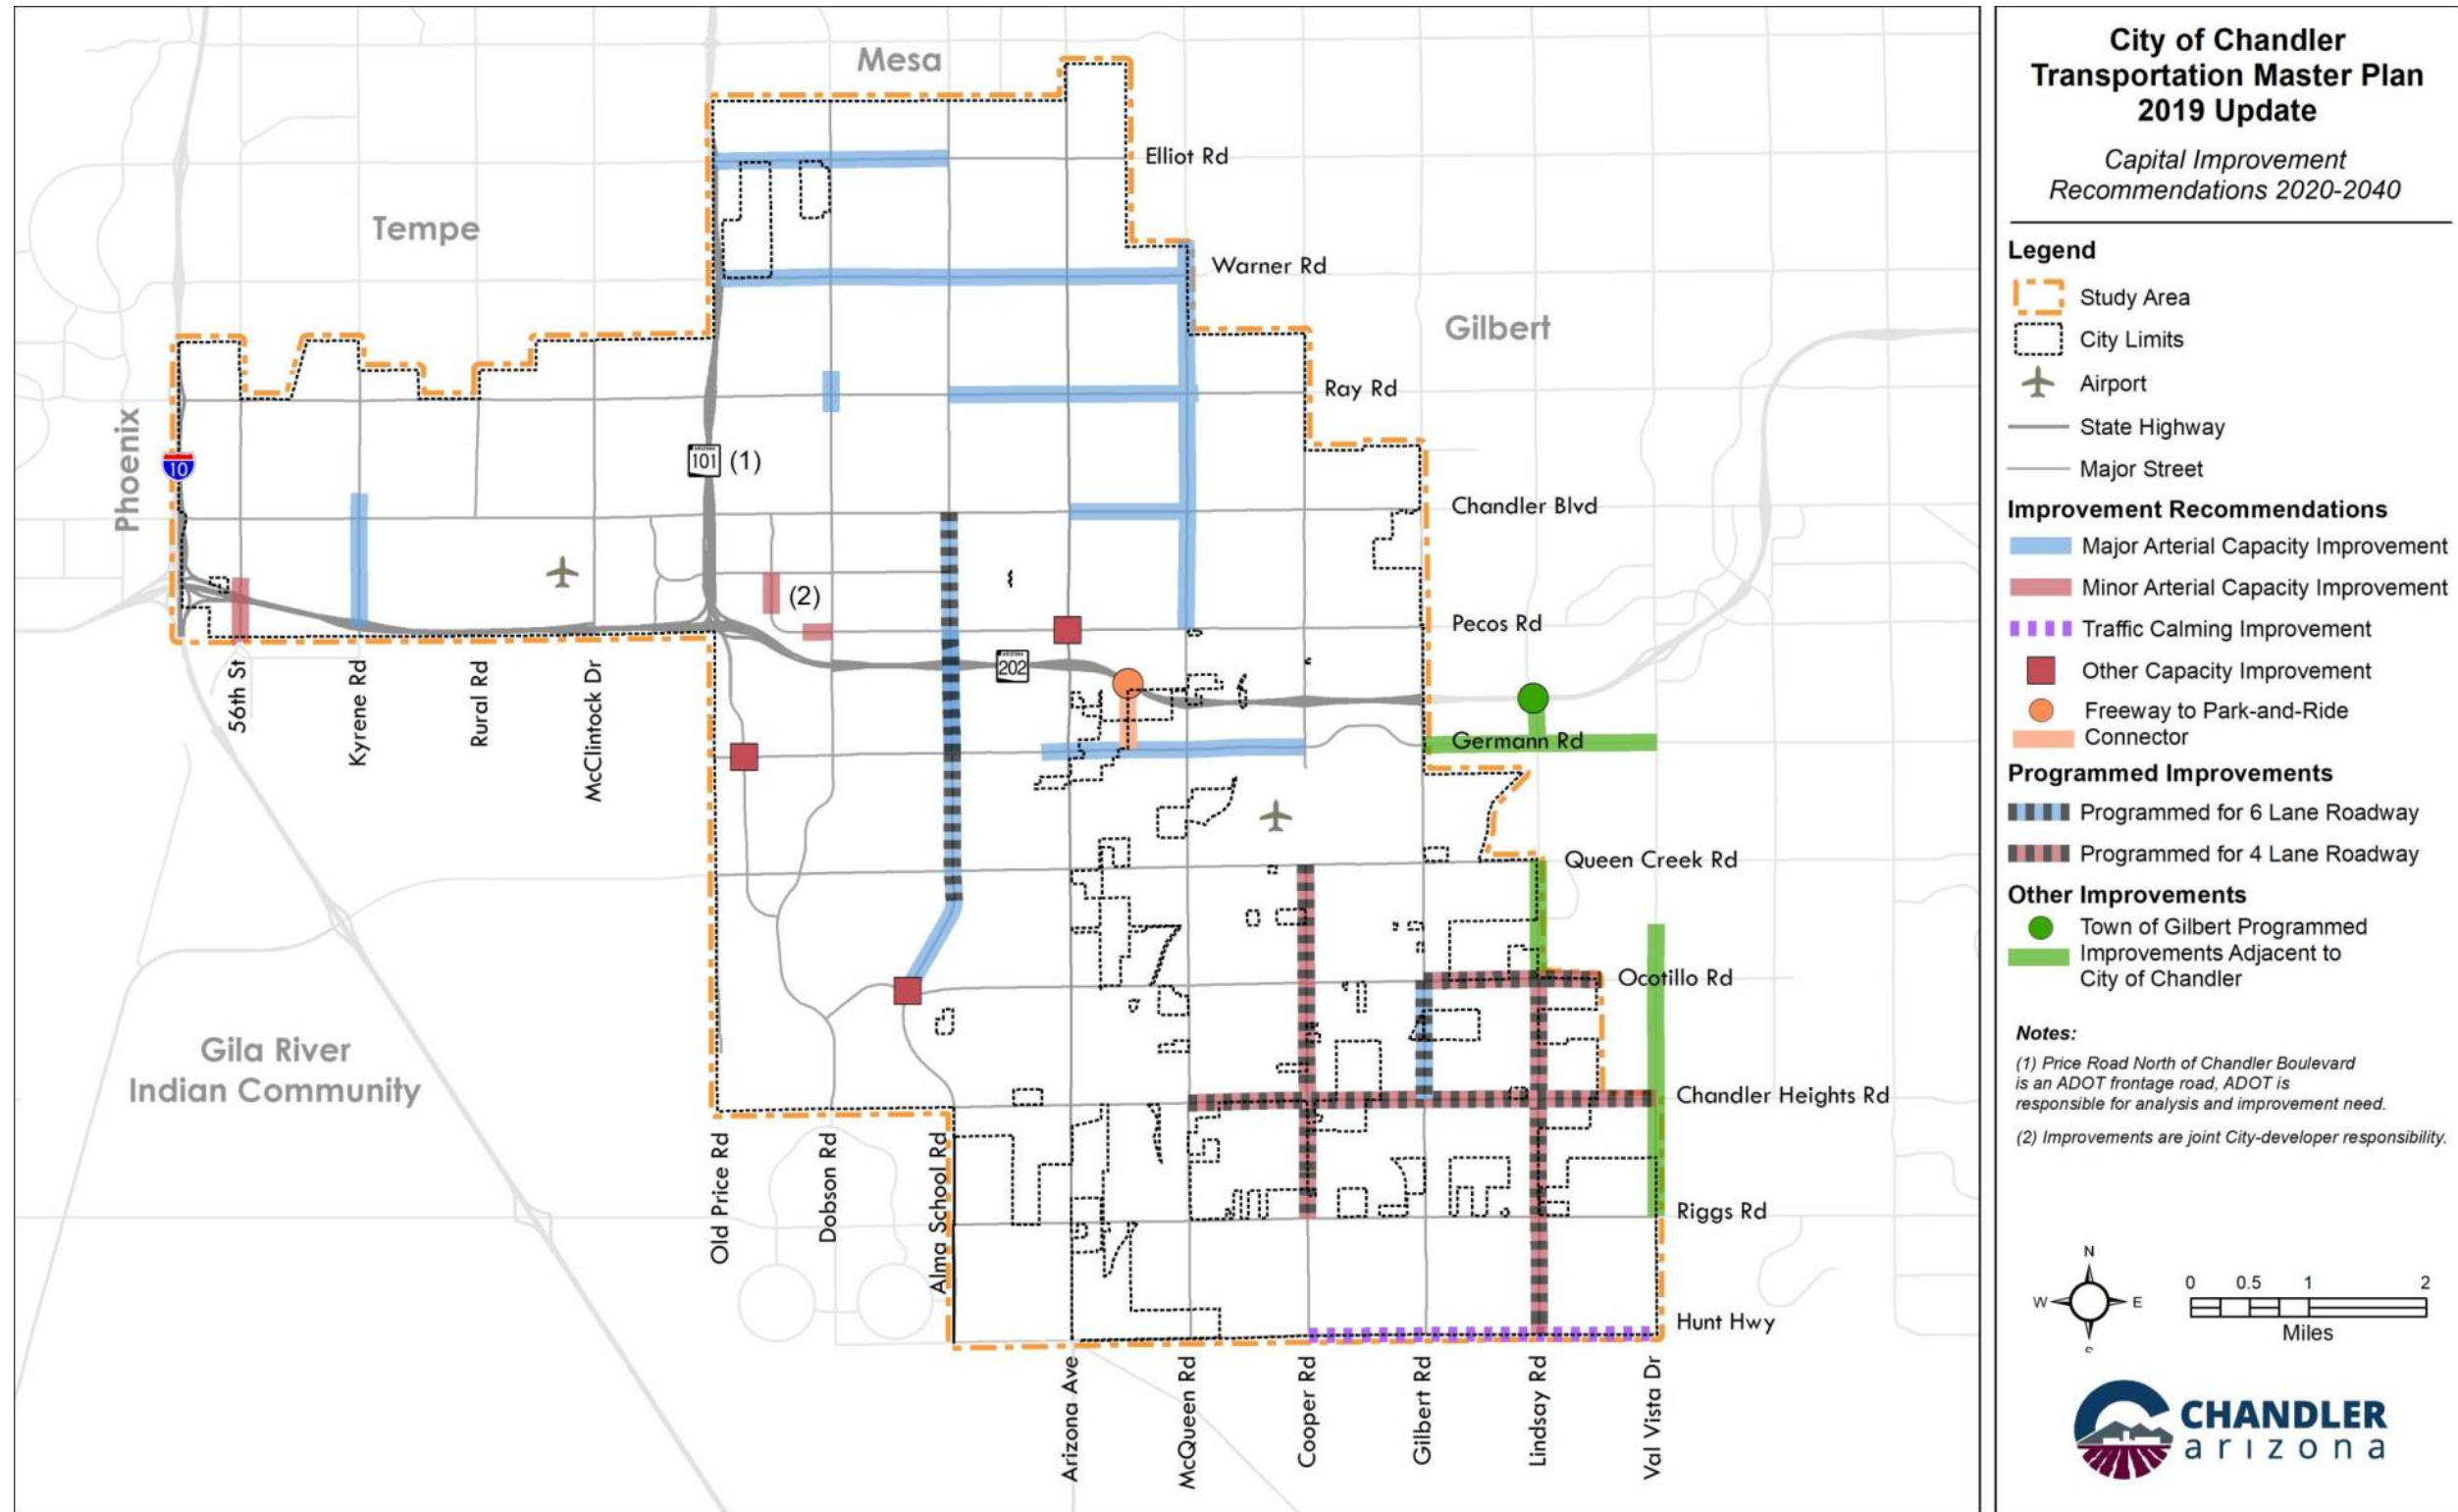 Mesa
Tempe
Phoenix
Gilbert
Gila River
Indian Community
Elliot Rd
Warner Rd
Ray Rd
Chandler Blvd
Pecos Rd
Germann Rd
Queen Creek Rd
Ocotillo Rd
Chandler Heights Rd
Riggs Rd
Hunt Hwy
10
101
(1)
(2)
202
56th St
Kyrene Rd
Rural Rd
McClintock Dr
Old Price Rd
Dobson Rd
Alma School Rd
Arizona Ave
McQueen Rd
Cooper Rd
Gilbert Rd
Lindsay Rd
Val Vista Dr
City of Chandler
Transportation Master Plan
2019 Update
Capital Improvement
Recommendations 2020-2040
Legend
Study Area
City Limits
Airport
State Highway
Major Street
Improvement Recommendations
Major Arterial Capacity Improvement
Minor Arterial Capacity Improvement
Traffic Calming Improvement
Other Capacity Improvement
Freeway to Park-and-Ride
Connector
Programmed Improvements
Programmed for 6 Lane Roadway
Programmed for 4 Lane Roadway
Other Improvements
Town of Gilbert Programmed
Improvements Adjacent to
City of Chandler
Notes:
(1) Price Road North of Chandler Boulevard
is an ADOT frontage road, ADOT is
responsible for analysis and improvement need.
(2) Improvements are joint City-developer responsibility.
N
W E
S
0 0.5 1 2
Miles
CHANDLER
arizona